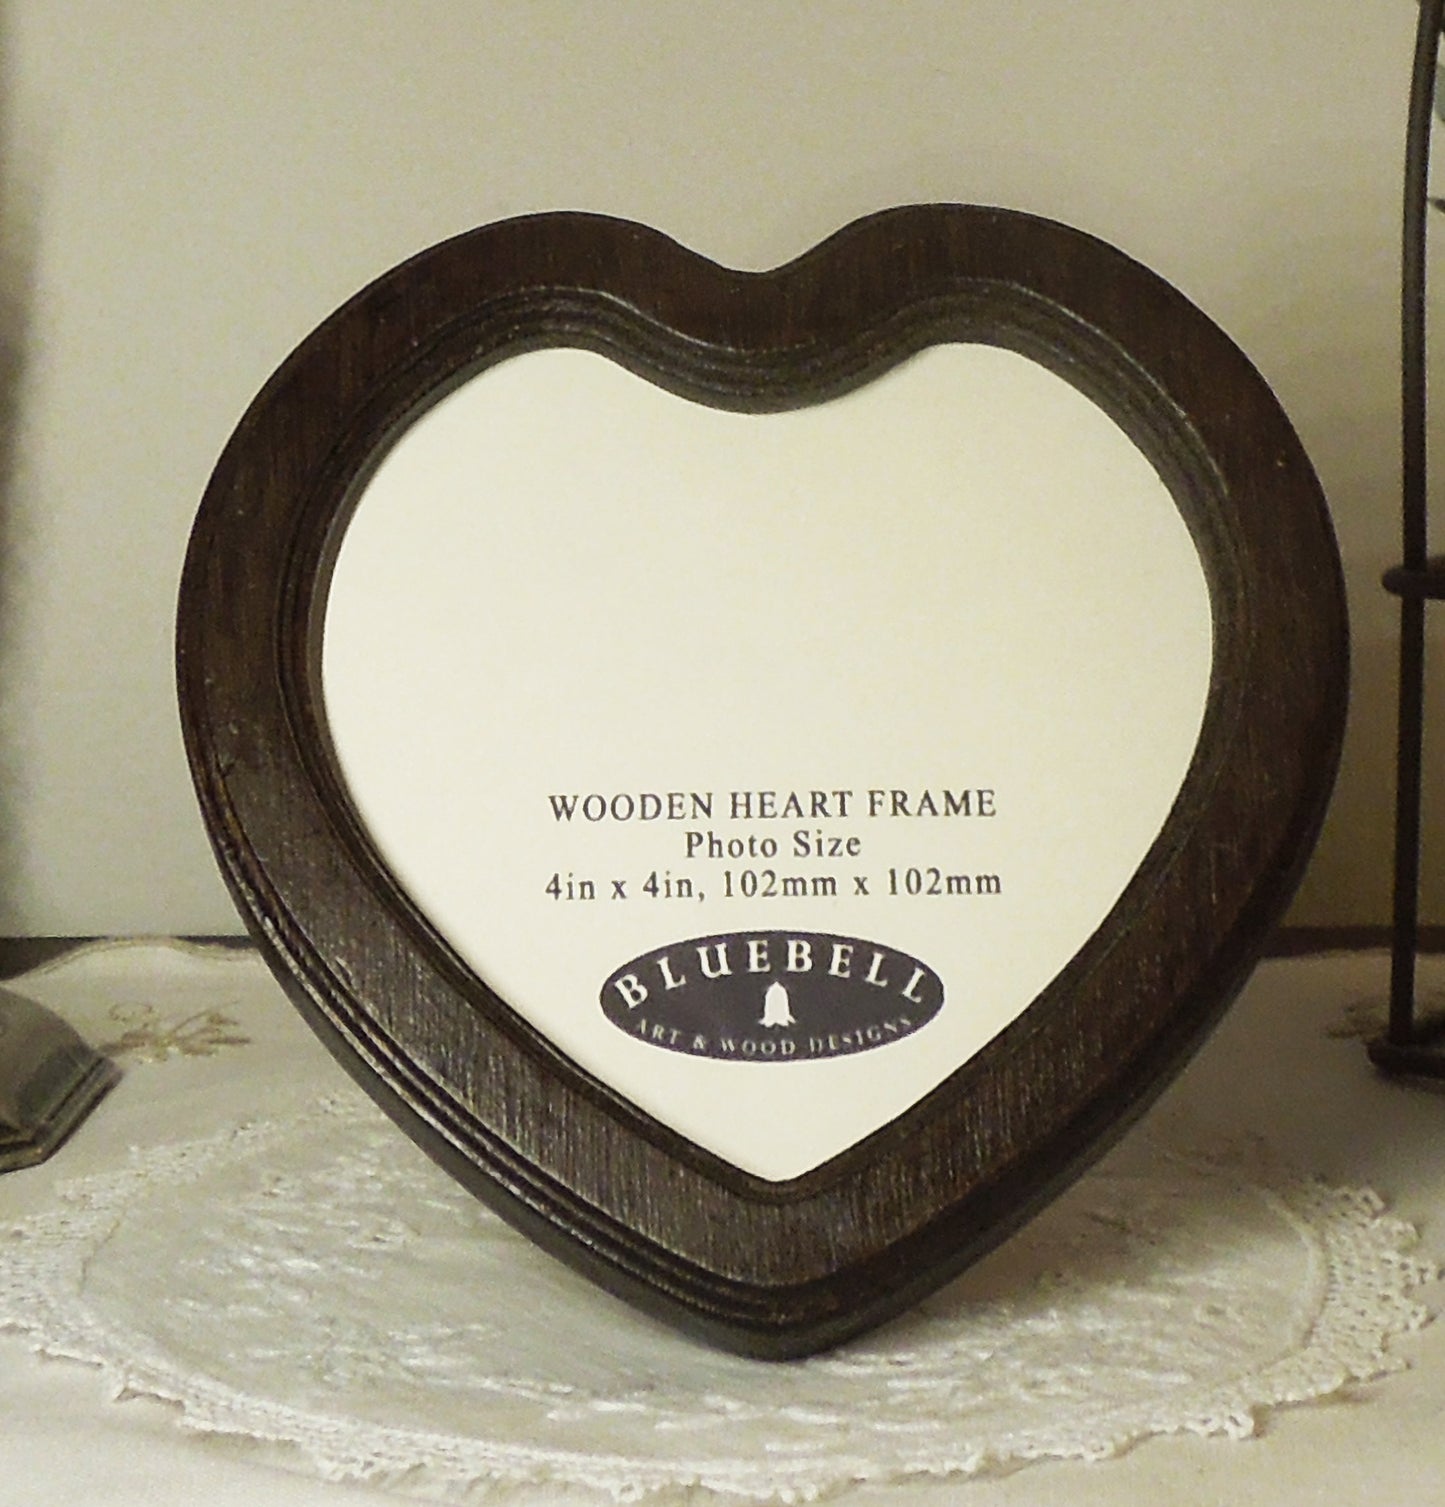 WOODEN HEART FRAME
Photo Size
4in x 4in, 102mm x 102mm
BLUEBELL
ART & WOOD DESIGNS